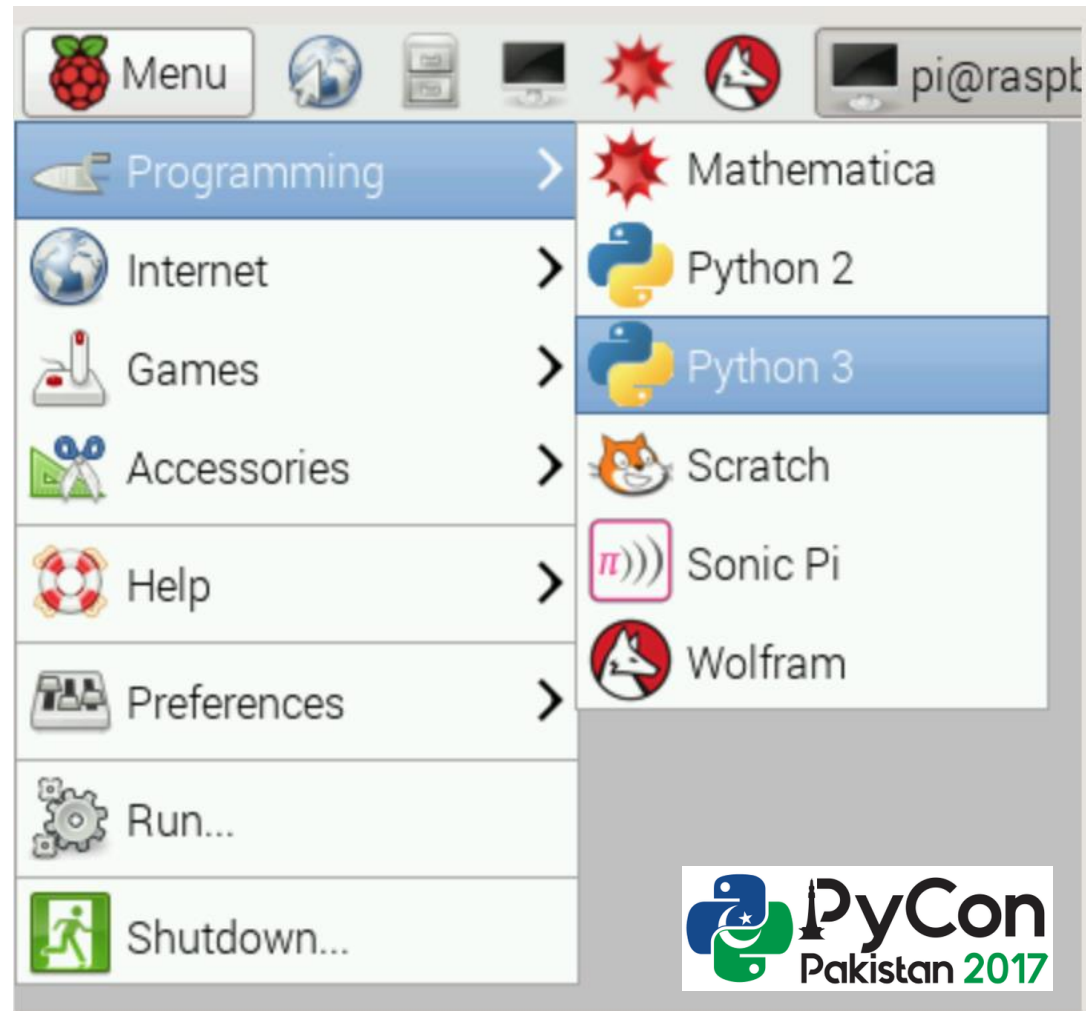 Menu
pi@raspb
Programming
Internet
Games
Accessories
Help
Preferences
Run...
Shutdown...
Mathematica
Python 2
Python 3
Scratch
π)))
Sonic Pi
Wolfram
PyCon
Pakistan 2017